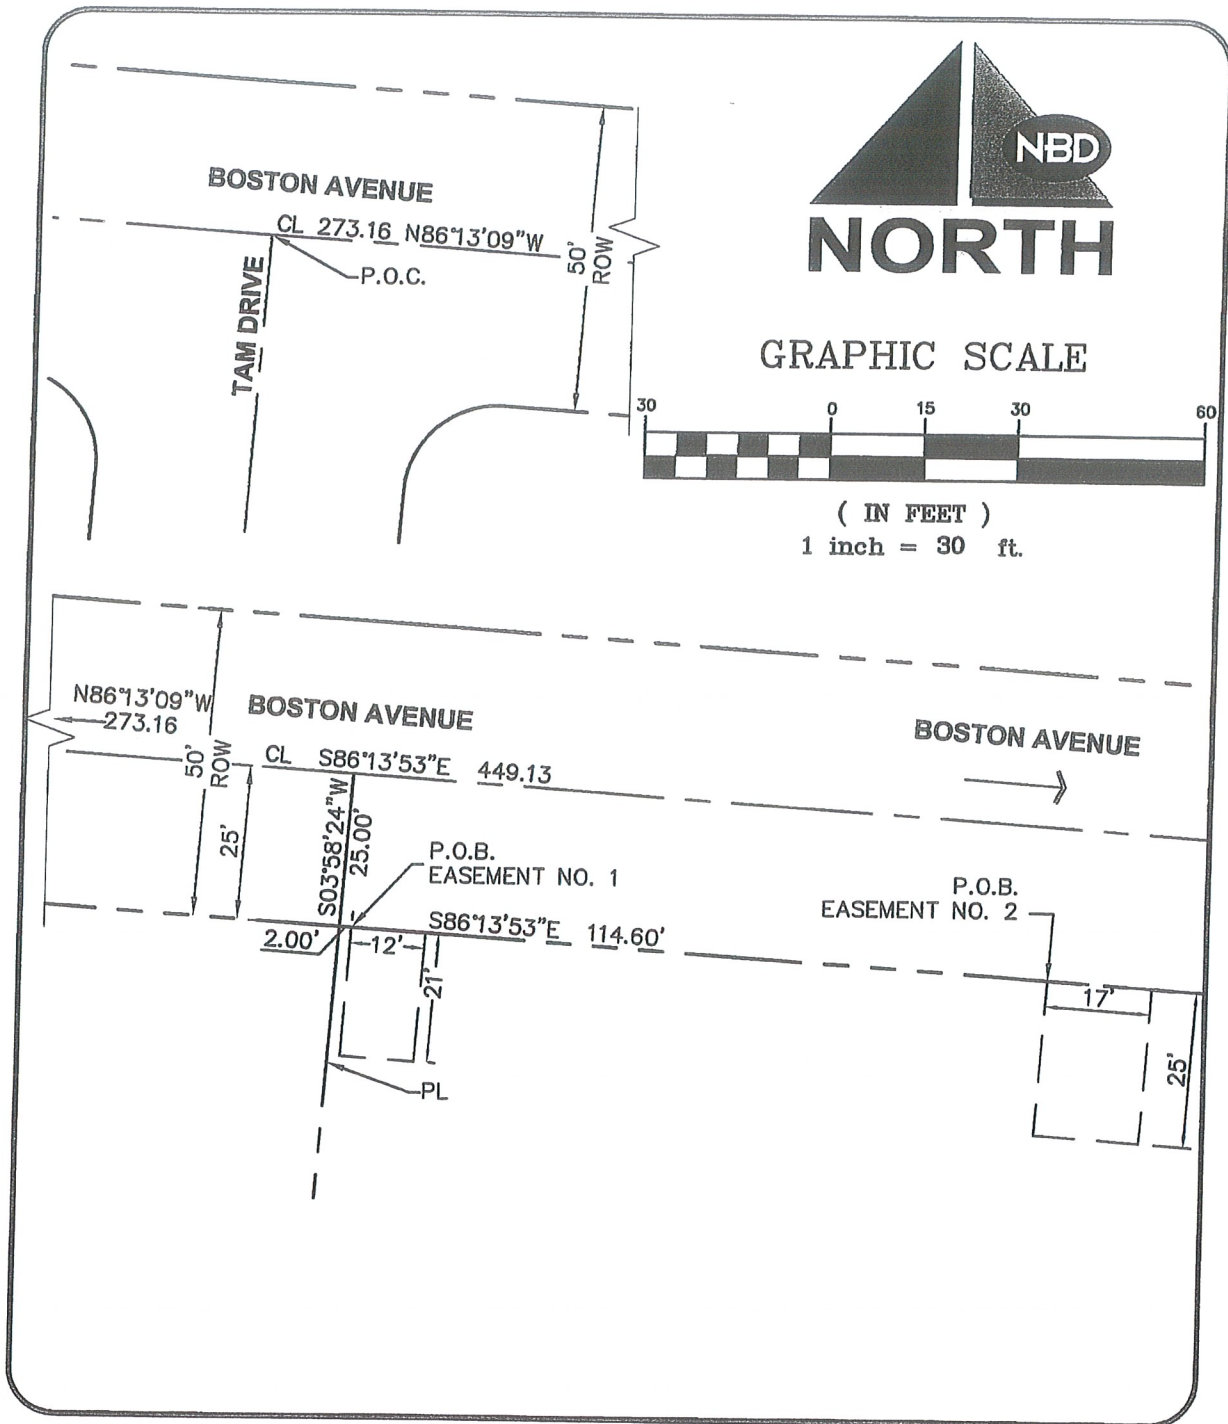 NBD
NORTH
BOSTON AVENUE
CL 273.16 N86°13'09"W
P.O.C.
TAM DRIVE
50'
ROW
GRAPHIC SCALE
30 0 15 30 60
( IN FEET )
1 inch = 30 ft.
N86°13'09"W
273.16
50'
ROW
BOSTON AVENUE
BOSTON AVENUE
CL S86°13'53"E 449.13
25'
S03°58'24"W
25.00'
P.O.B.
EASEMENT NO. 1
P.O.B.
EASEMENT NO. 2
S86°13'53"E 114.60'
2.00'
12'
21'
17'
25'
PL